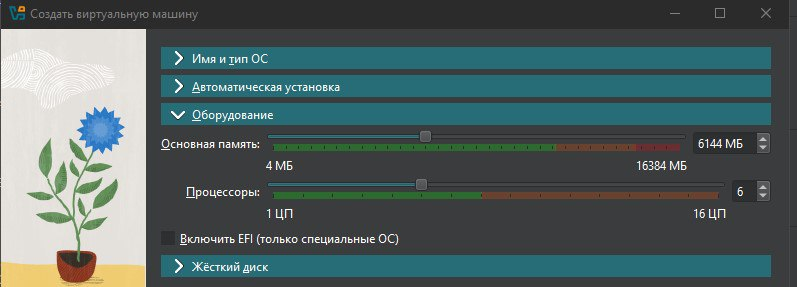 Создать виртуальную машину
Имя и тип ОС
Автоматическая установка
Оборудование
Основная память:
6144 МБ
4 МБ
16384 МБ
Процессоры:
6
1 ЦП
16 ЦП
Включить EFI (только специальные ОС)
Жёсткий диск